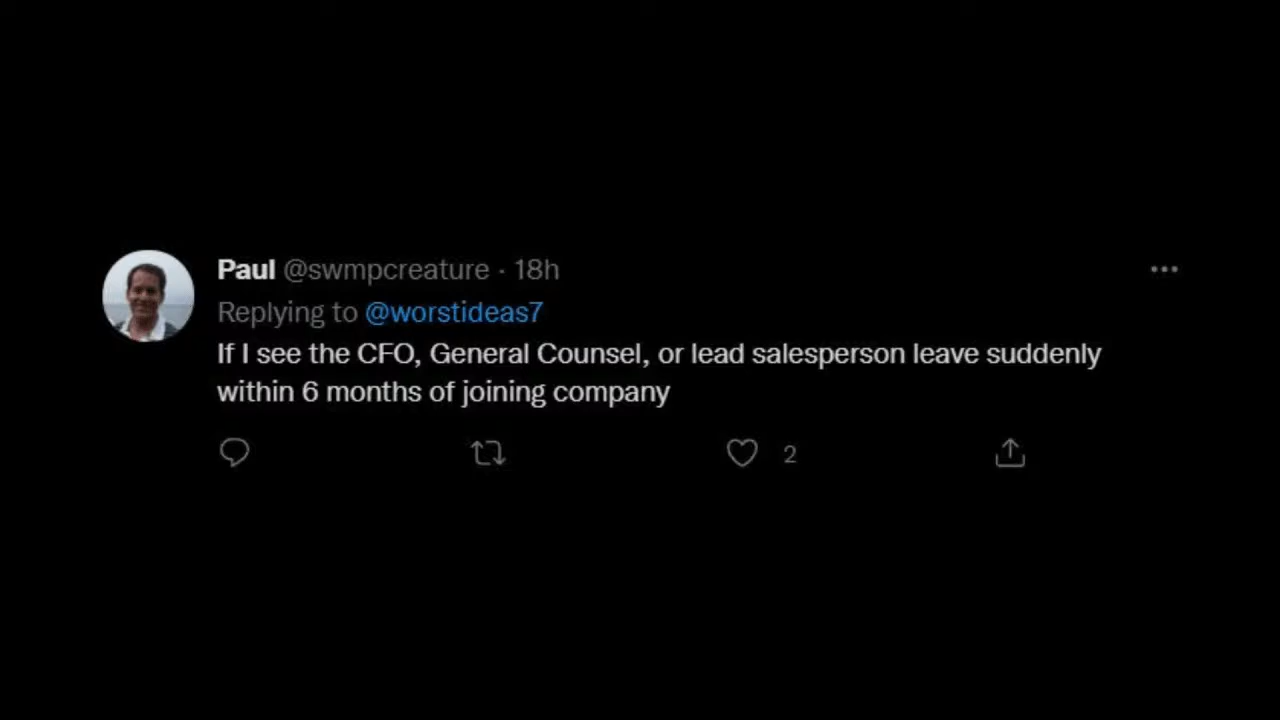 Paul @swmpcreature · 18h
Replying to @worstideas7
If I see the CFO, General Counsel, or lead salesperson leave suddenly
within 6 months of joining company
2